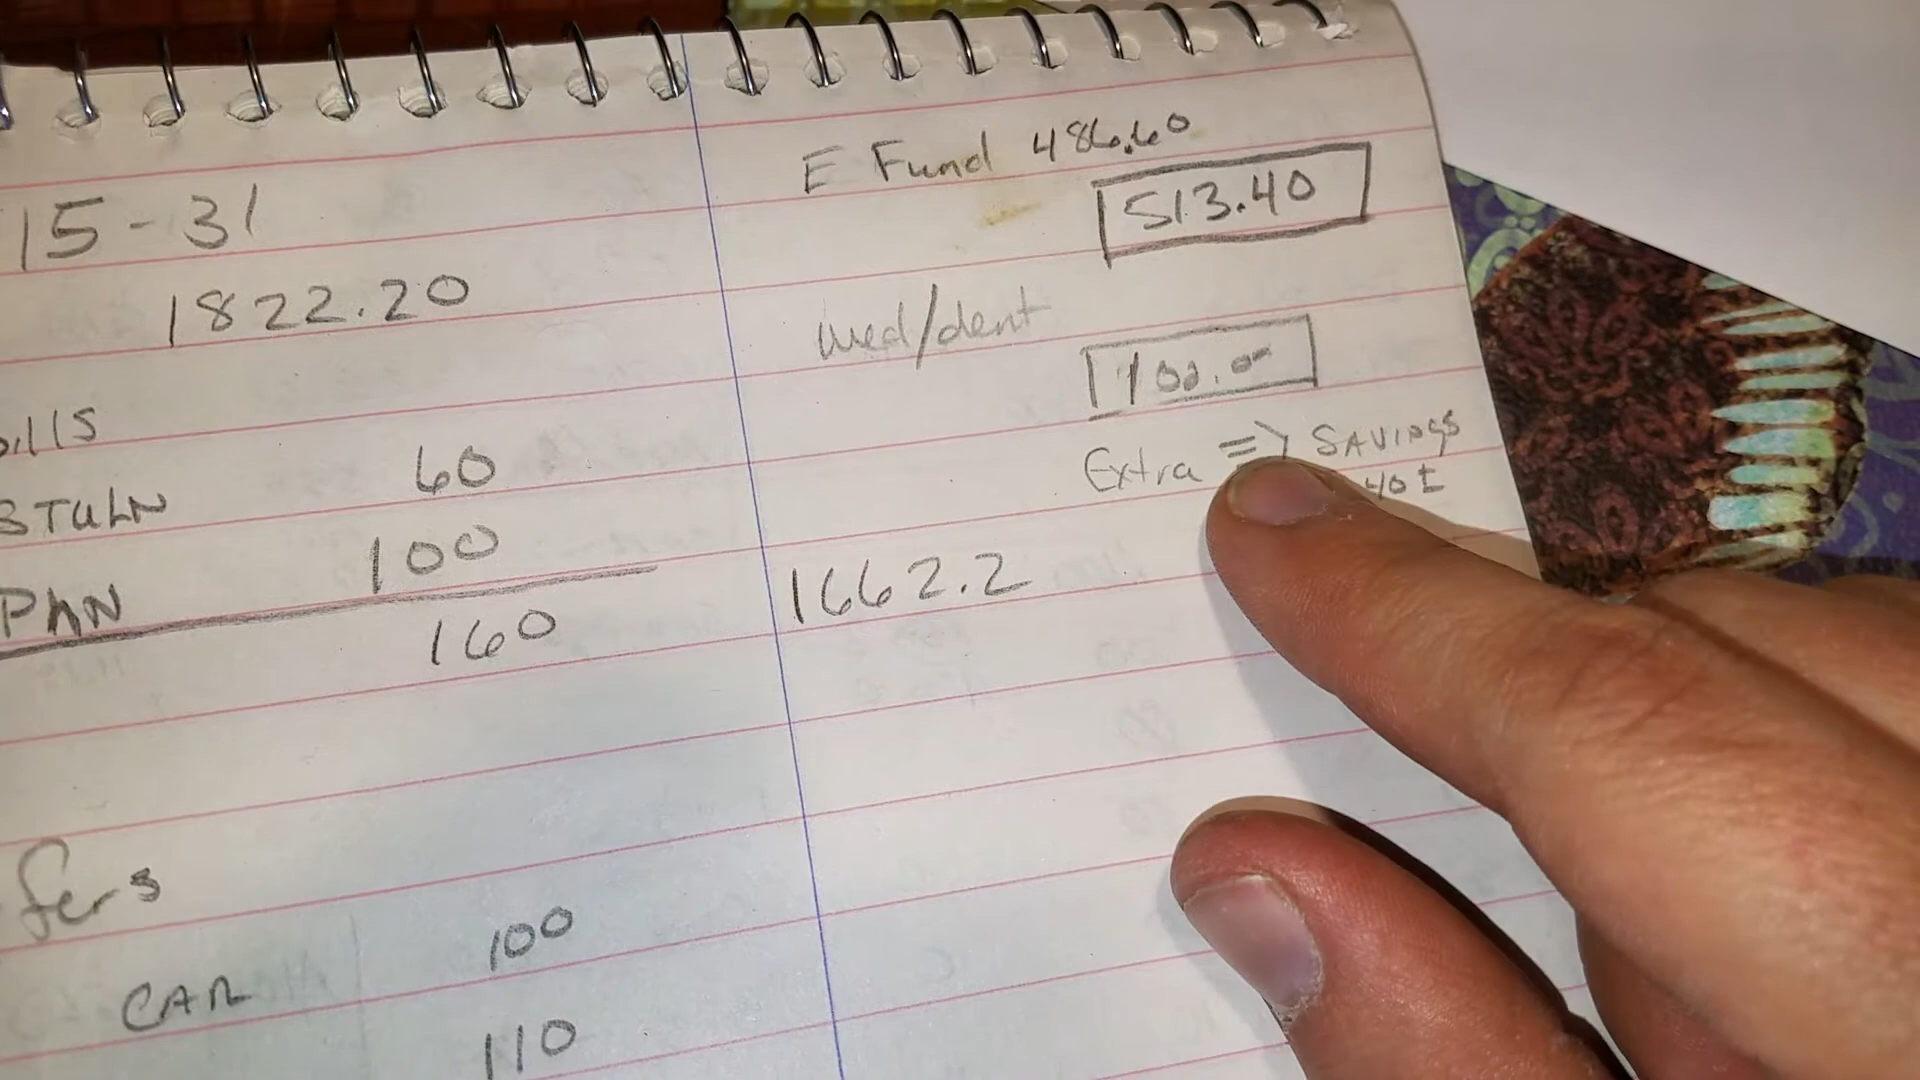 15-31
1822.20
60
100
PAN
160
CAR
100
110
E Fund 486.60
513.40
med/dent
100.00
Extra => SAVINGS
1662.2